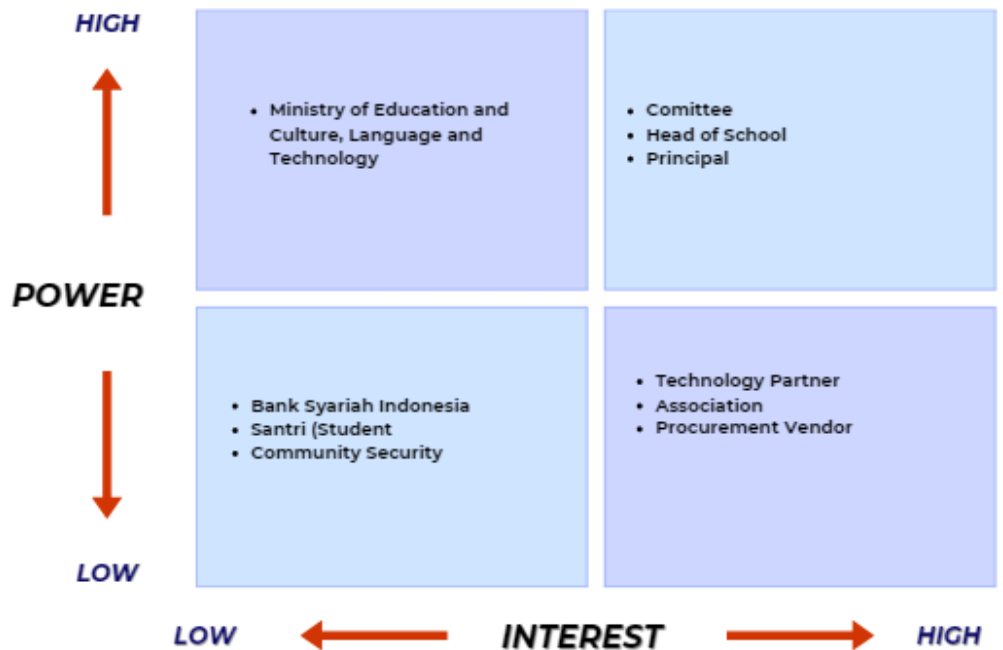 HIGH
• Ministry of Education and
Culture, Language and
Technology
• Comittee
• Head of School
• Principal
POWER
• Bank Syariah Indonesia
• Santri (Student
• Community Security
• Technology Partner
• Association
• Procurement Vendor
LOW
LOW
INTEREST
HIGH